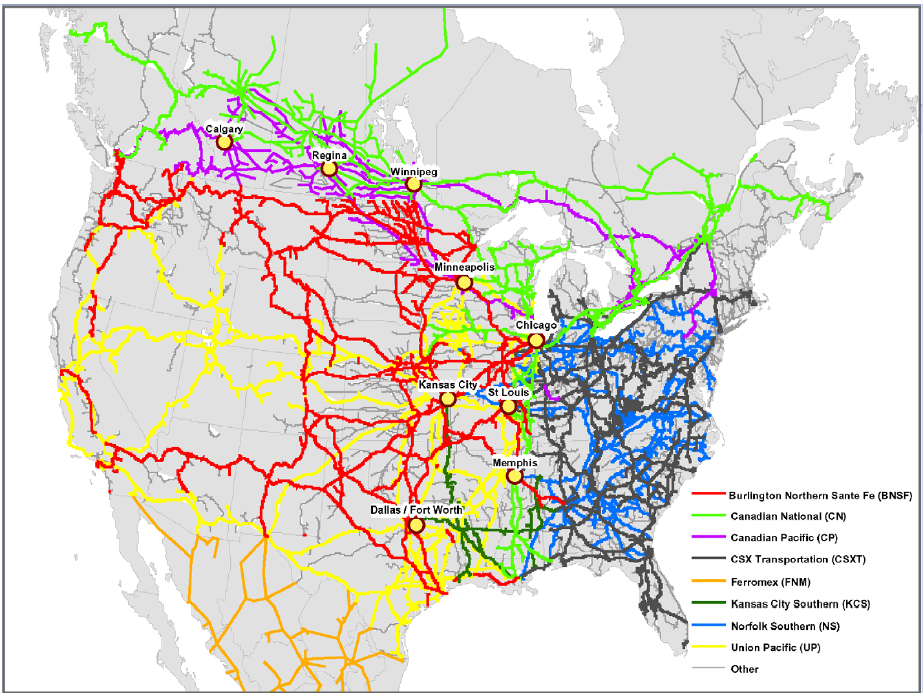 Calgary
Regina
Winnipeg
Minneapolis
Chicago
Kansas City
St Louis
Memphis
Dallas / Fort Worth
Burlington Northern Sante Fe (BNSF)
Canadian National (CN)
Canadian Pacific (CP)
CSX Transportation (CSXT)
Ferromex (FNM)
Kansas City Southern (KCS)
Norfolk Southern (NS)
Union Pacific (UP)
Other